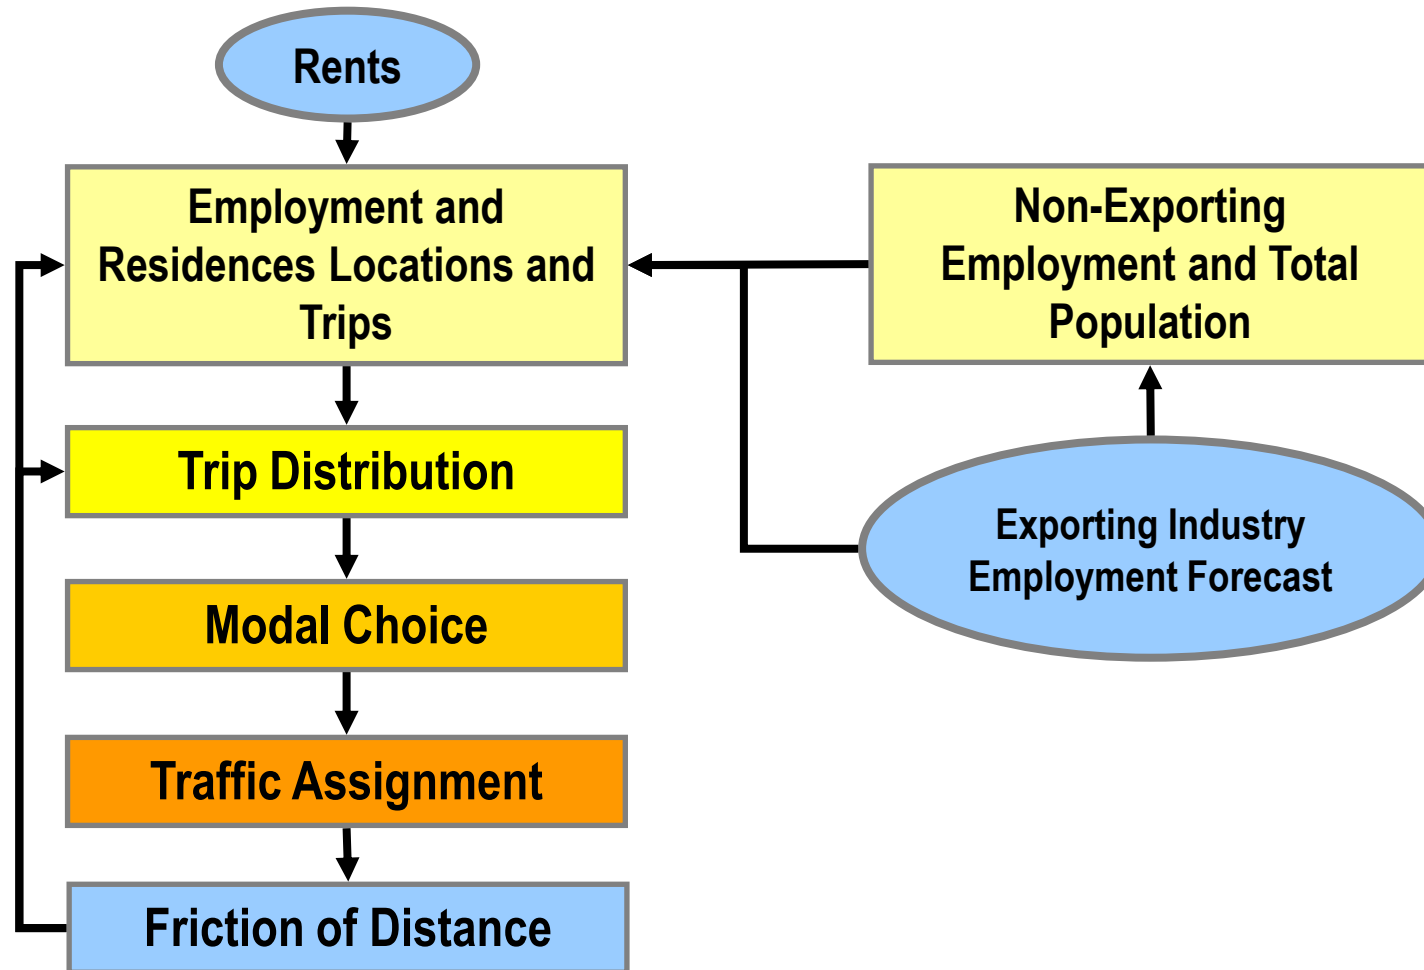 Rents
Employment and
Residences Locations and
Trips
Non-Exporting
Employment and Total
Population
Trip Distribution
Exporting Industry
Employment Forecast
Modal Choice
Traffic Assignment
Friction of Distance